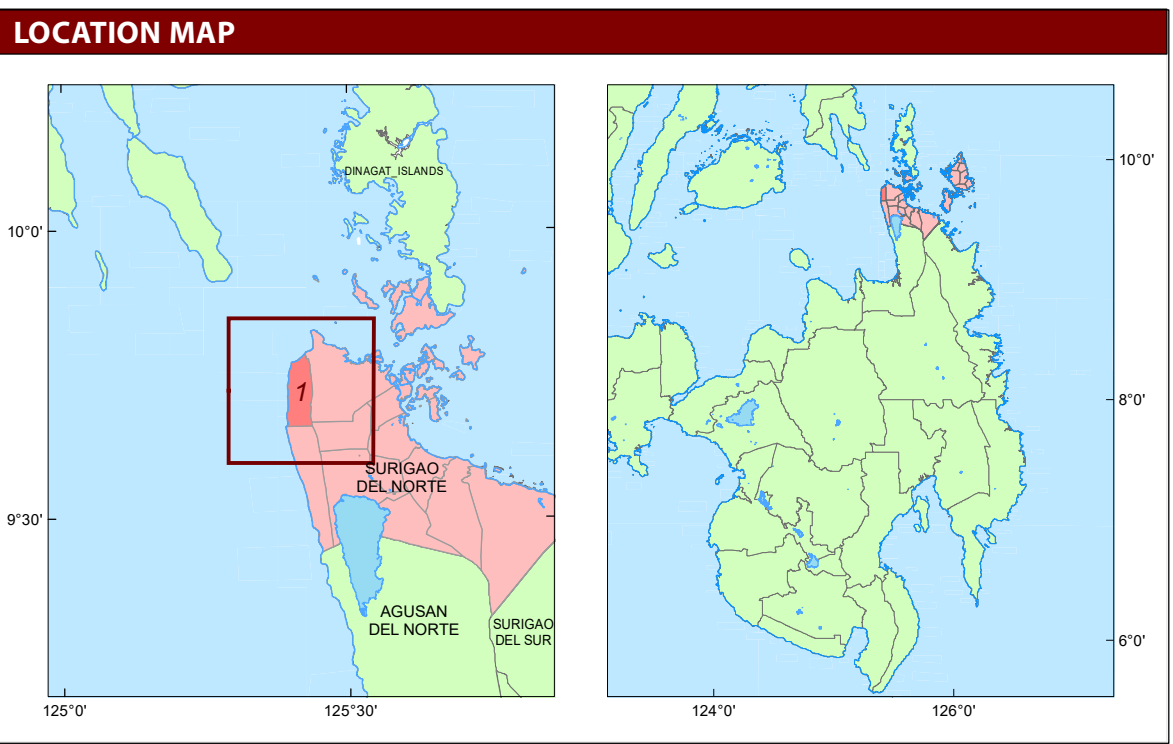 LOCATION MAP
DINAGAT_ISLANDS
10°0'
1
SURIGAO
DEL NORTE
9°30'
AGUSAN
DEL NORTE
SURIGAO
DEL SUR
125°0'
125°30'
10°0'
8°0'
6°0'
124°0'
126°0'